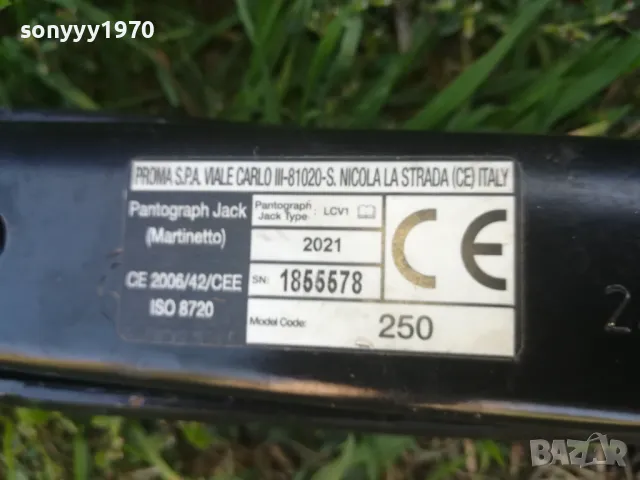 sonyyy1970
PROMA S.P.A. VIALE CARLO III-81020-S. NICOLA LA STRADA (CE) ITALY
Pantograph Jack
(Martinetto)
CE 2006/42/CEE
ISO 8720
Pantograph
Jack Type: LCV1
2021
SN: 1855578
Model Code: 250
CE
2
BAZAR